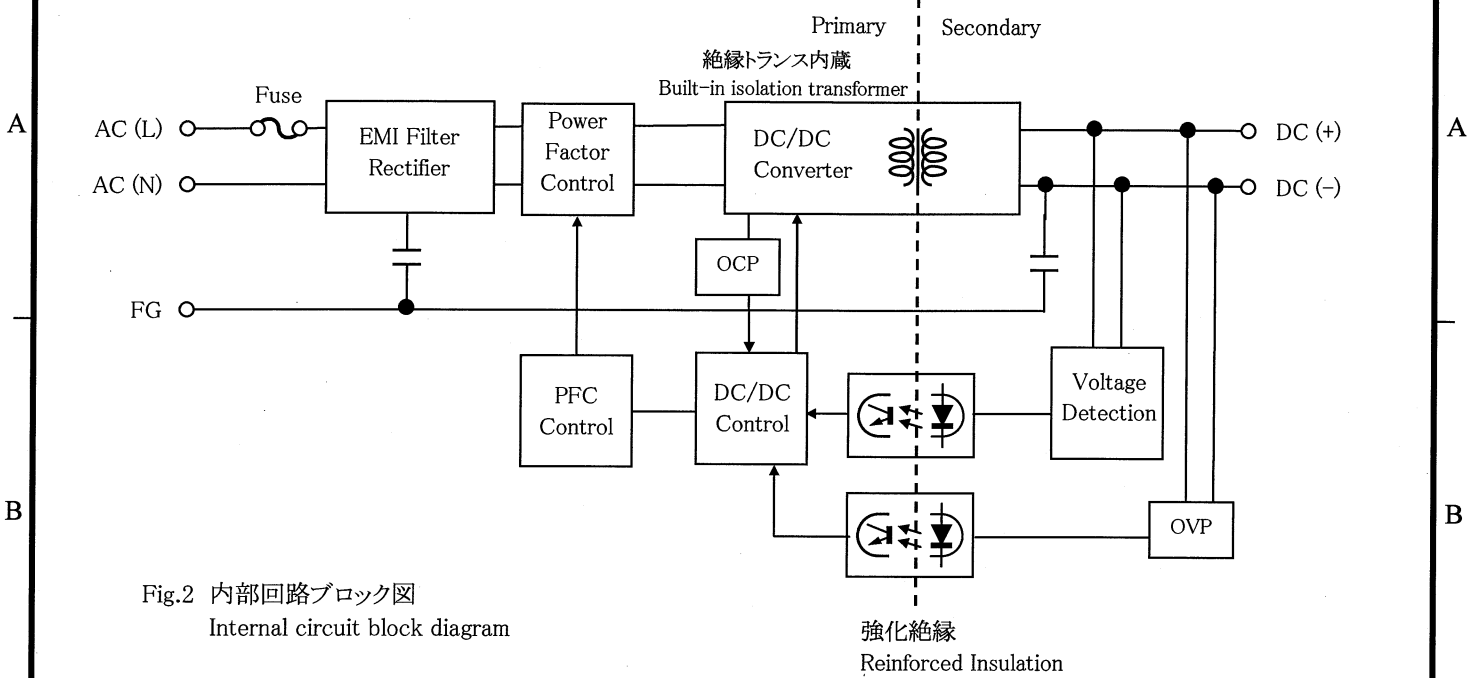 Primary
Secondary
絶縁トランス内蔵
Built-in isolation transformer
Fuse
A
AC (L)
EMI Filter
Rectifier
Power
Factor
Control
DC/DC
Converter
DC (+)
A
AC (N)
DC (-)
OCP
FG
PFC
Control
DC/DC
Control
Voltage
Detection
B
OVP
B
Fig.2 内部回路ブロック図
Internal circuit block diagram
強化絶縁
Reinforced Insulation